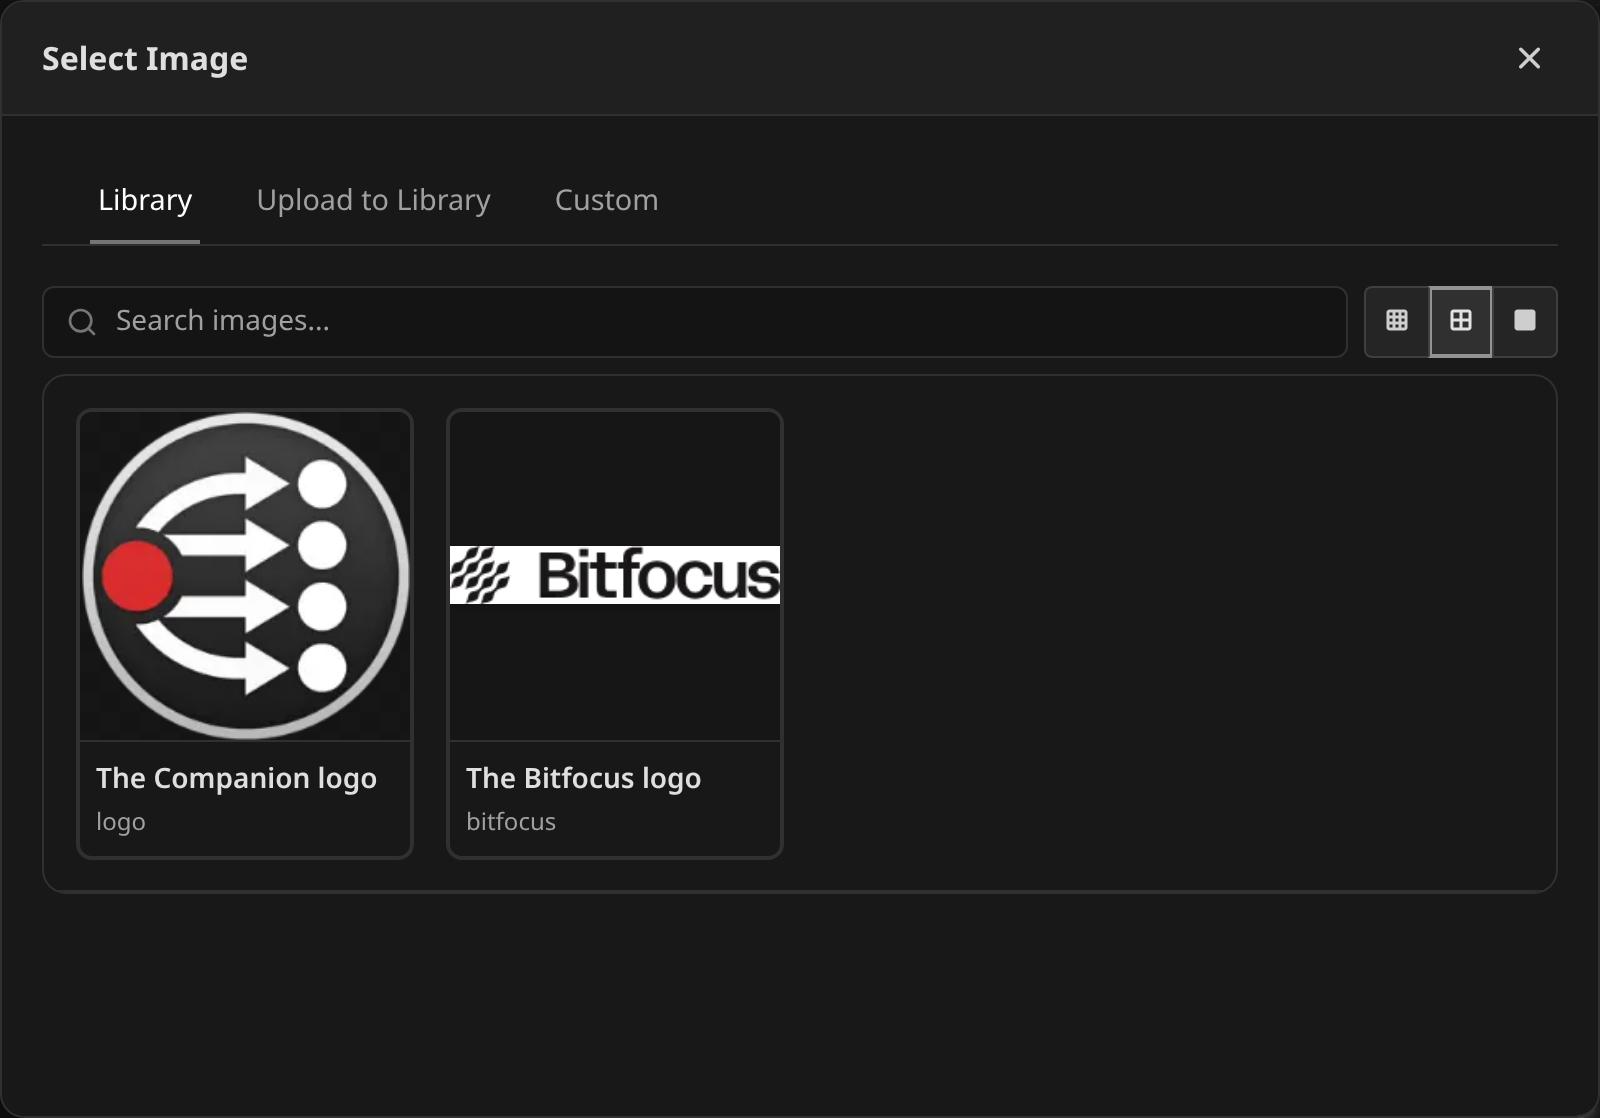 Select Image
Library
Upload to Library
Custom
Search images...
Bitfocus
The Companion logo
logo
The Bitfocus logo
bitfocus